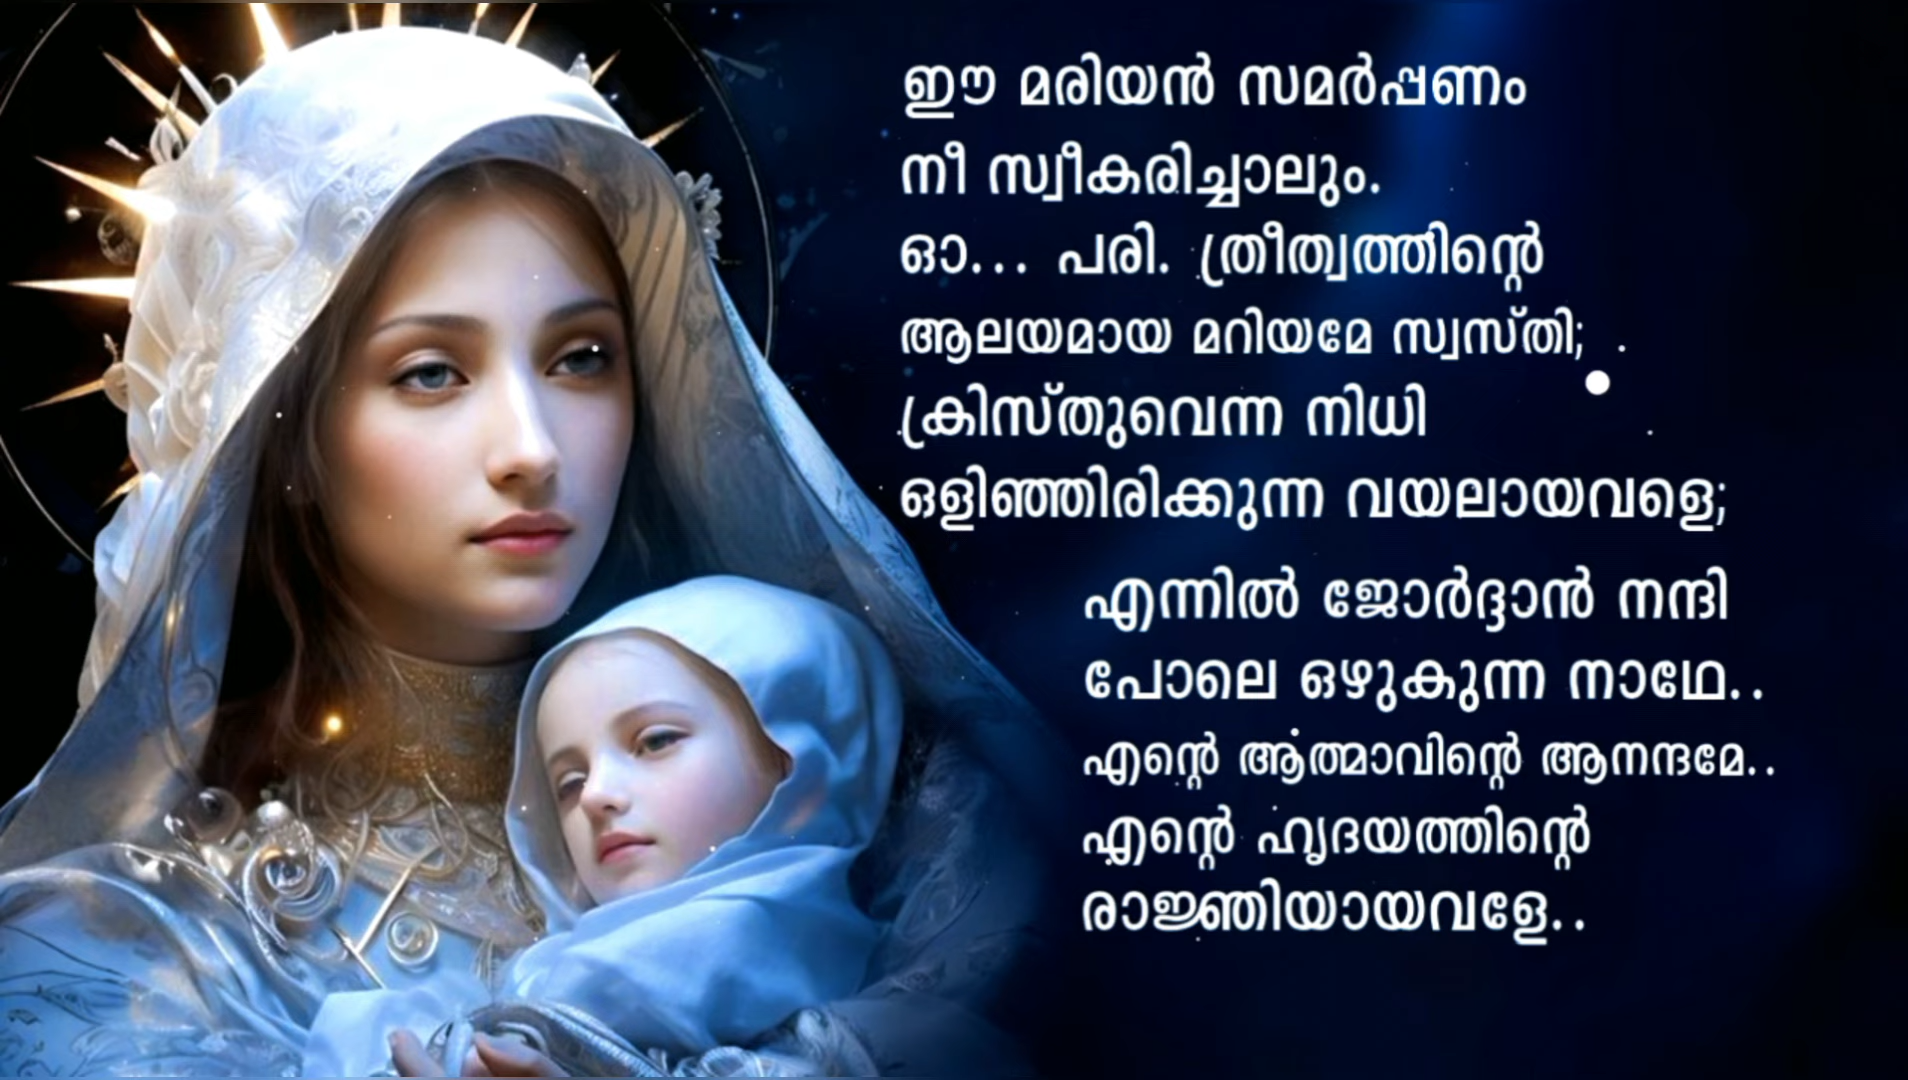 ഈ മരിയൻ സമർപ്പണം
നീ സ്വീകരിച്ചാലും.
ഓ... പരി. ത്രീത്വത്തിന്റെ
ആലയമായ മറിയമേ സ്വസ്തി;
ക്രിസ്തുവെന്ന നിധി
ഒളിഞ്ഞിരിക്കുന്ന വയലായവളെ;
എന്നിൽ ജോർദ്ദാൻ നന്ദി
പോലെ ഒഴുകുന്ന നാഥേ..
എന്റെ ആത്മാവിന്റെ ആനന്ദമേ..
എന്റെ ഹൃദയത്തിന്റെ
രാജ്ഞിയായവളേ..